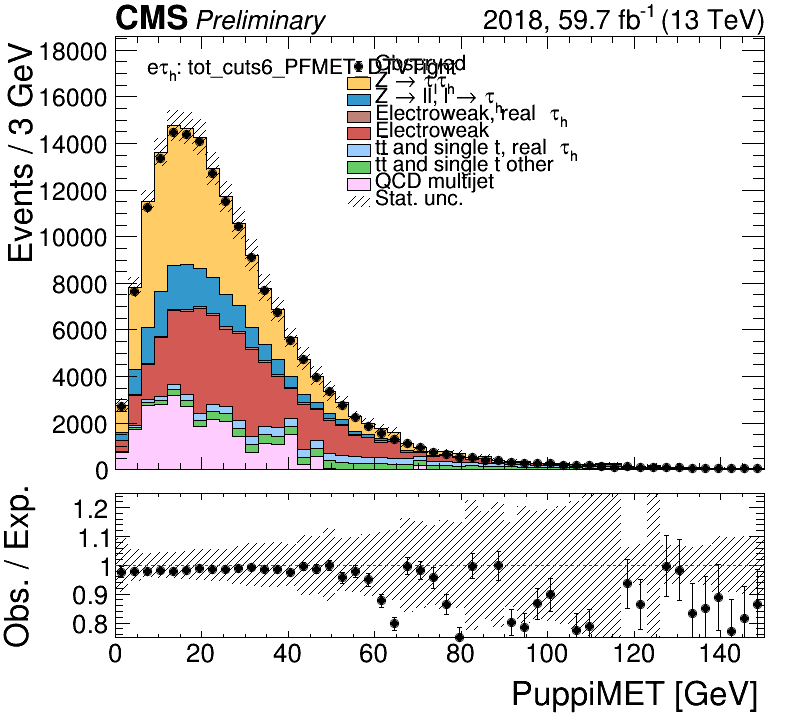 CMS Preliminary 2018, 59.7 fb⁻¹ (13 TeV)
Events / 3 GeV
18000
16000
14000
12000
10000
8000
6000
4000
2000
0
eτₕ: tot_cuts6_PFMET
Observed
Z → ττₕ
Z → ll, l → τₕ
Electroweak, real τₕ
Electroweak
tt̄ and single t, real τₕ
tt̄ and single t other
QCD multijet
Stat. unc.
Obs. / Exp.
1.2
1.1
1
0.9
0.8
0 20 40 60 80 100 120 140
PuppiMET [GeV]